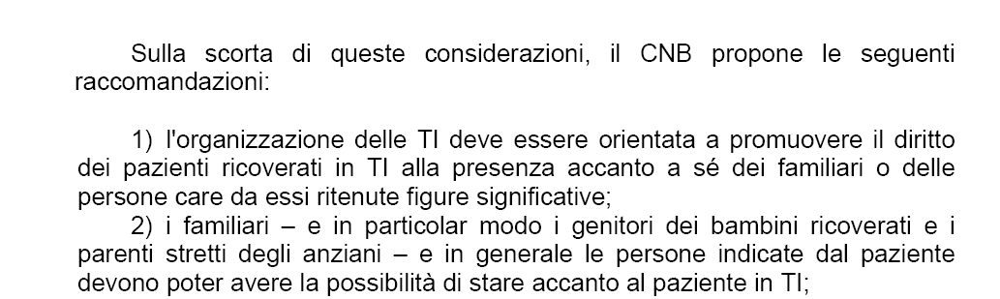 Sulla scorta di queste considerazioni, il CNB propone le seguenti
raccomandazioni:
1) l'organizzazione delle TI deve essere orientata a promuovere il diritto
dei pazienti ricoverati in TI alla presenza accanto a sé dei familiari o delle
persone care da essi ritenute figure significative;
2) i familiari – e in particolar modo i genitori dei bambini ricoverati e i
parenti stretti degli anziani – e in generale le persone indicate dal paziente
devono poter avere la possibilità di stare accanto al paziente in TI;